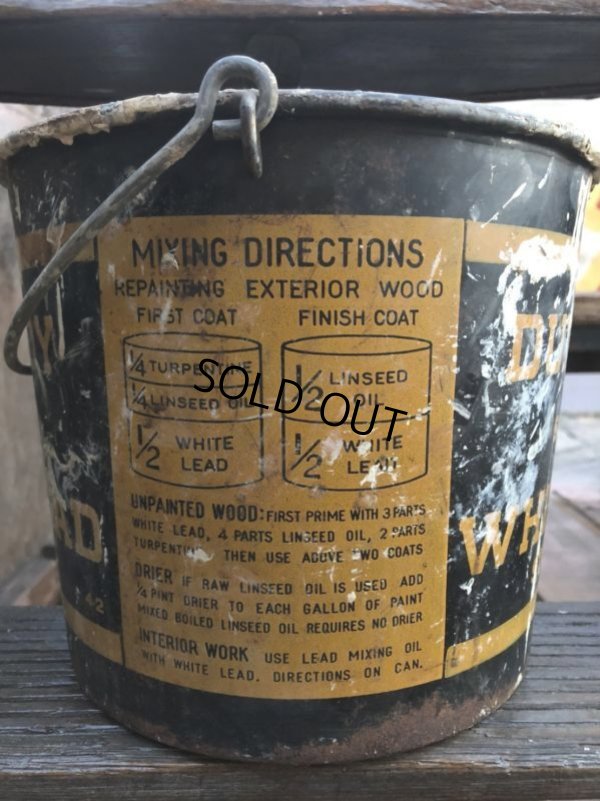 MIXING DIRECTIONS
REPAINTING EXTERIOR WOOD
FIRST COAT
1/4 TURPENTINE
1/4 LINSEED OIL
1/2 WHITE
LEAD
FINISH COAT
1/2 LINSEED
OIL
1/2 WHITE
LEAD
SOLD OUT
UNPAINTED WOOD: FIRST PRIME WITH 3 PARTS
WHITE LEAD, 4 PARTS LINSEED OIL, 2 PARTS
TURPENTINE THEN USE ABOVE TWO COATS
DRIER IF RAW LINSEED OIL IS USED ADD
1/4 PINT DRIER TO EACH GALLON OF PAINT
MIXED BOILED LINSEED OIL REQUIRES NO DRIER
INTERIOR WORK USE LEAD MIXING OIL
WITH WHITE LEAD. DIRECTIONS ON CAN.
Y
AD
42
DU
WH